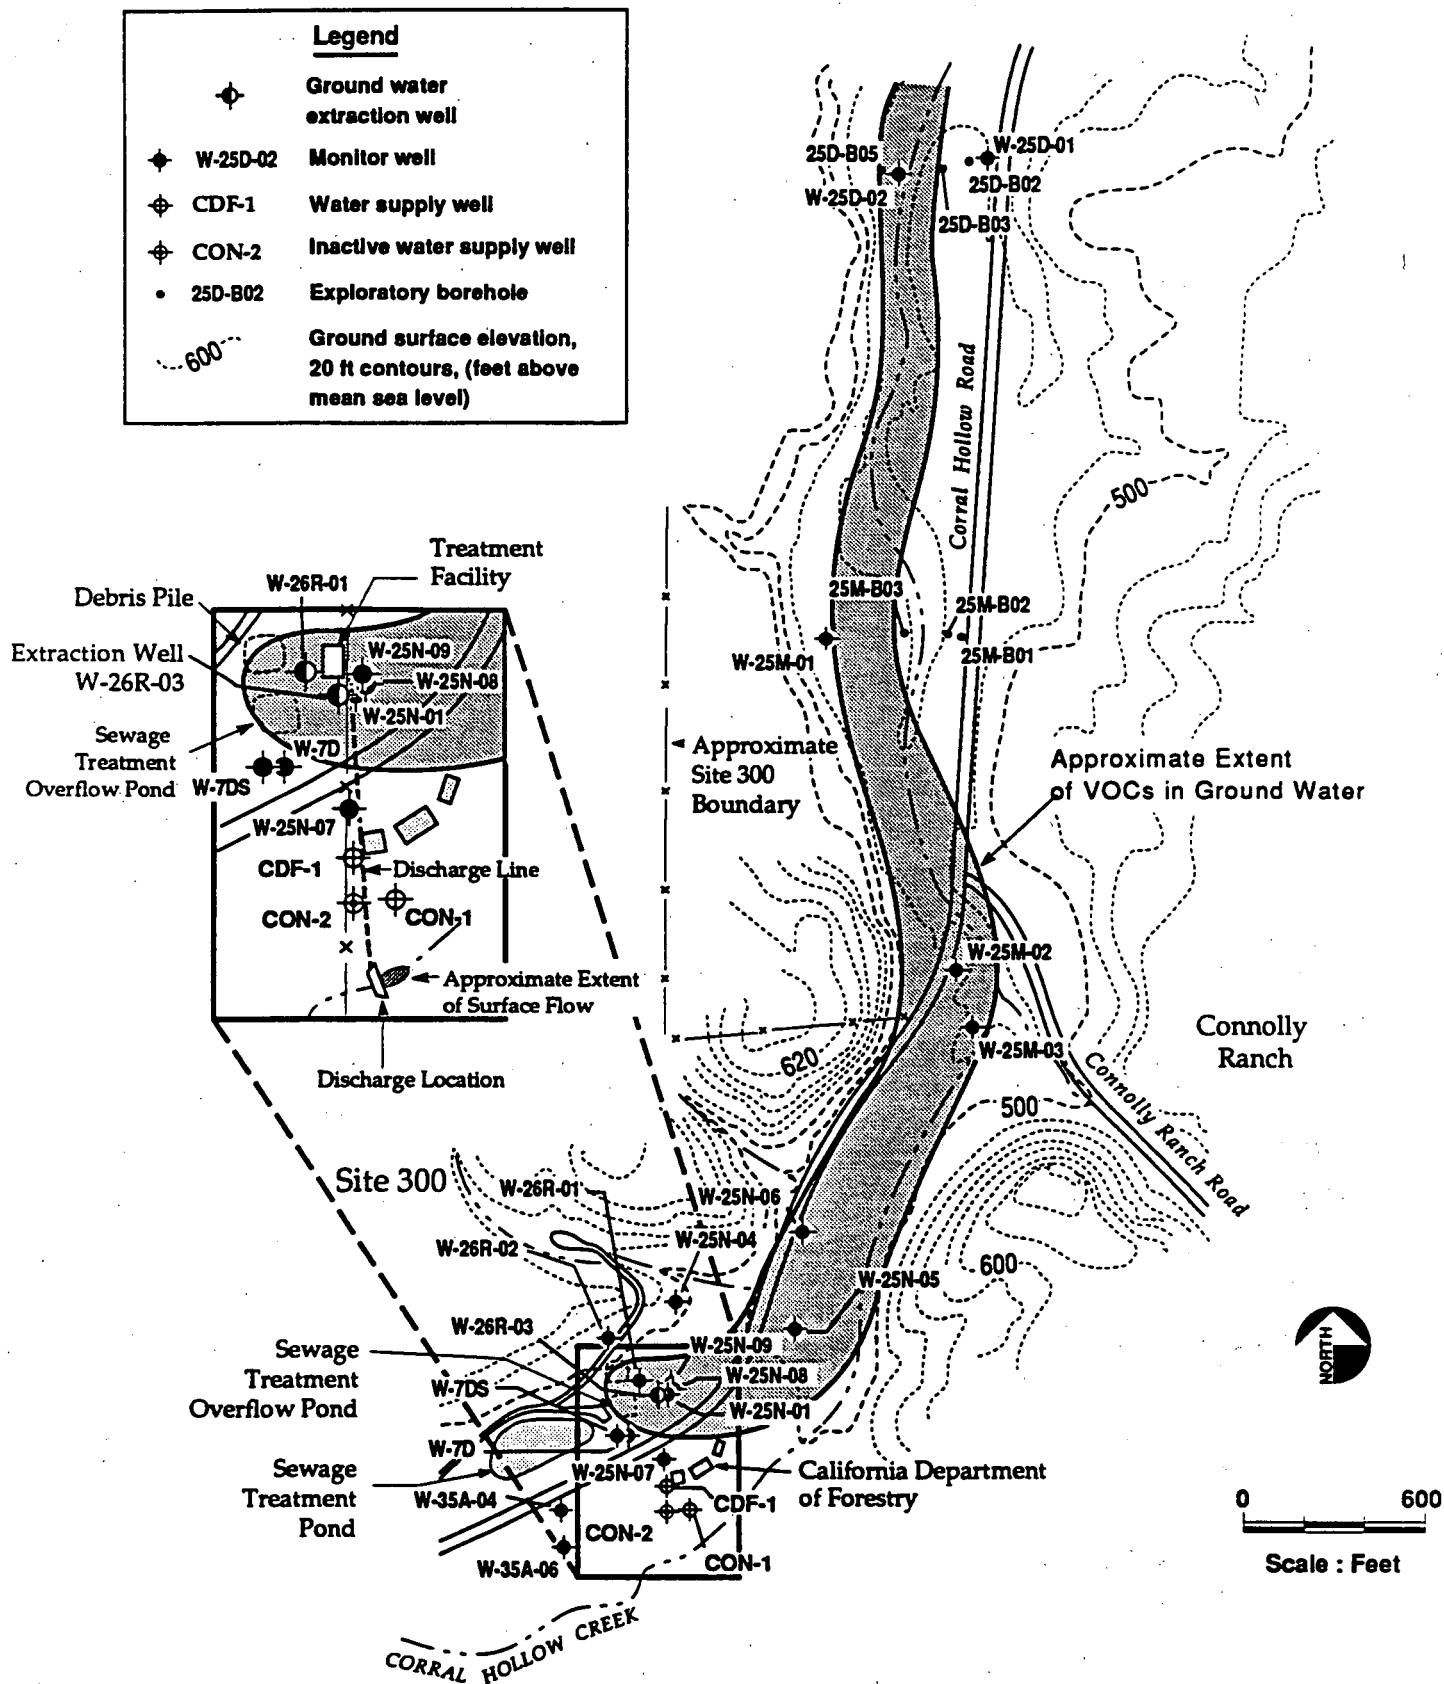 Legend
Ground water
extraction well
W-25D-02 Monitor well
CDF-1 Water supply well
CON-2 Inactive water supply well
25D-B02 Exploratory borehole
600 Ground surface elevation,
20 ft contours, (feet above
mean sea level)
25D-B05
W-25D-02
W-25D-01
25D-B02
25D-B03
Corral Hollow Road
500
Treatment
Facility
W-26R-01
Debris Pile
Extraction Well
W-26R-03
W-25N-09
W-25N-08
W-25N-01
Sewage
Treatment
Overflow Pond
W-7D
W-7DS
W-25N-07
CDF-1
Discharge Line
CON-2
CON-1
Approximate Extent
of Surface Flow
Discharge Location
25M-B03
25M-B02
25M-B01
W-25M-01
Approximate
Site 300
Boundary
Approximate Extent
of VOCs in Ground Water
W-25M-02
W-25M-03
Connolly
Ranch
Connolly Ranch Road
620
500
600
Site 300
W-26R-01
W-25N-06
W-26R-02
W-25N-04
W-25N-05
W-26R-03
W-25N-09
Sewage
Treatment
Overflow Pond
W-7DS
W-25N-08
W-25N-01
W-7D
W-25N-07
Sewage
Treatment
Pond
W-35A-04
CDF-1
California Department
of Forestry
CON-2
CON-1
W-35A-06
CORRAL HOLLOW CREEK
NORTH
0 600
Scale : Feet